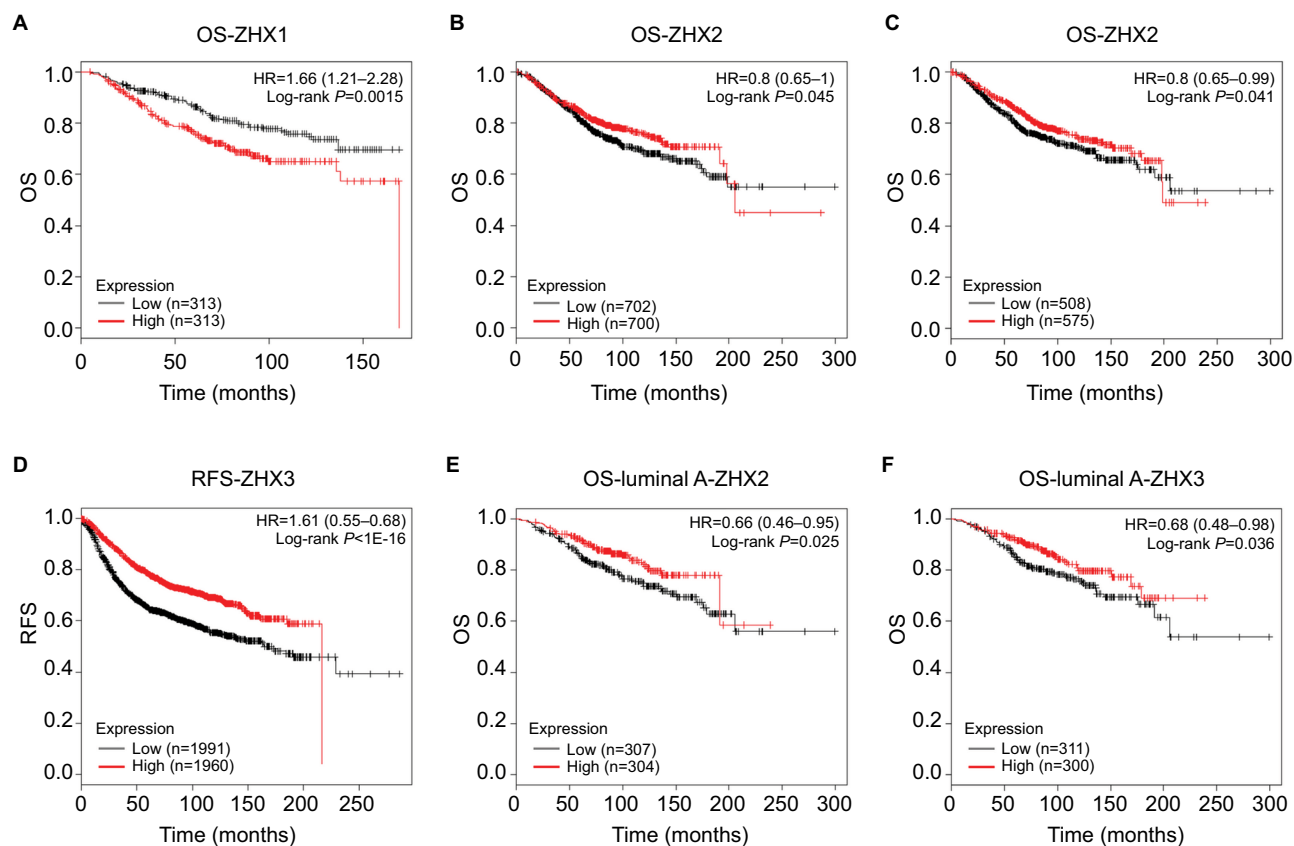 A
OS-ZHX1
HR=1.66 (1.21–2.28)
Log-rank P=0.0015
1.0
0.8
0.6
0.4
0.2
0.0
OS
Expression
Low (n=313)
High (n=313)
0
50
100
150
Time (months)
B
OS-ZHX2
HR=0.8 (0.65–1)
Log-rank P=0.045
1.0
0.8
0.6
0.4
0.2
0.0
OS
Expression
Low (n=702)
High (n=700)
0
50
100
150
200
250
300
Time (months)
C
OS-ZHX2
HR=0.8 (0.65–0.99)
Log-rank P=0.041
1.0
0.8
0.6
0.4
0.2
0.0
OS
Expression
Low (n=508)
High (n=575)
0
50
100
150
200
250
300
Time (months)
D
RFS-ZHX3
HR=1.61 (0.55–0.68)
Log-rank P<1E-16
1.0
0.8
0.6
0.4
0.2
0.0
RFS
Expression
Low (n=1991)
High (n=1960)
0
50
100
150
200
250
Time (months)
E
OS-luminal A-ZHX2
HR=0.66 (0.46–0.95)
Log-rank P=0.025
1.0
0.8
0.6
0.4
0.2
0.0
OS
Expression
Low (n=307)
High (n=304)
0
50
100
150
200
250
300
Time (months)
F
OS-luminal A-ZHX3
HR=0.68 (0.48–0.98)
Log-rank P=0.036
1.0
0.8
0.6
0.4
0.2
0.0
OS
Expression
Low (n=311)
High (n=300)
0
50
100
150
200
250
300
Time (months)